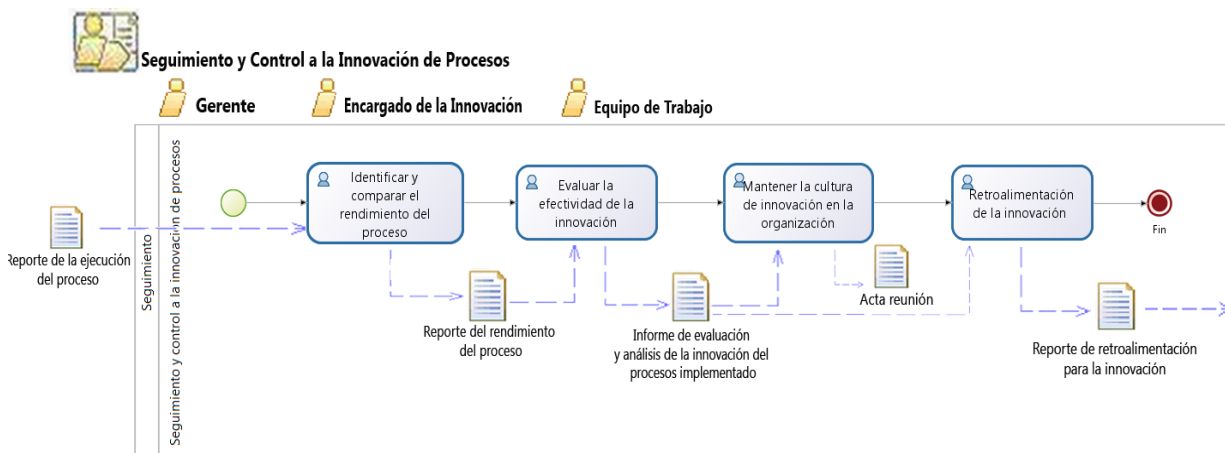 Seguimiento y Control a la Innovación de Procesos
Gerente
Encargado de la Innovación
Equipo de Trabajo
Seguimiento
Seguimiento y control a la innovacion de procesos
Reporte de la ejecución
del proceso
Identificar y
comparar el
rendimiento del
proceso
Evaluar la
efectividad de la
innovación
Mantener la cultura
de innovación en la
organización
Retroalimentación
de la innovación
Fin
Reporte del rendimiento
del proceso
Informe de evaluación
y análisis de la innovación del
procesos implementado
Acta reunión
Reporte de retroalimentación
para la innovación